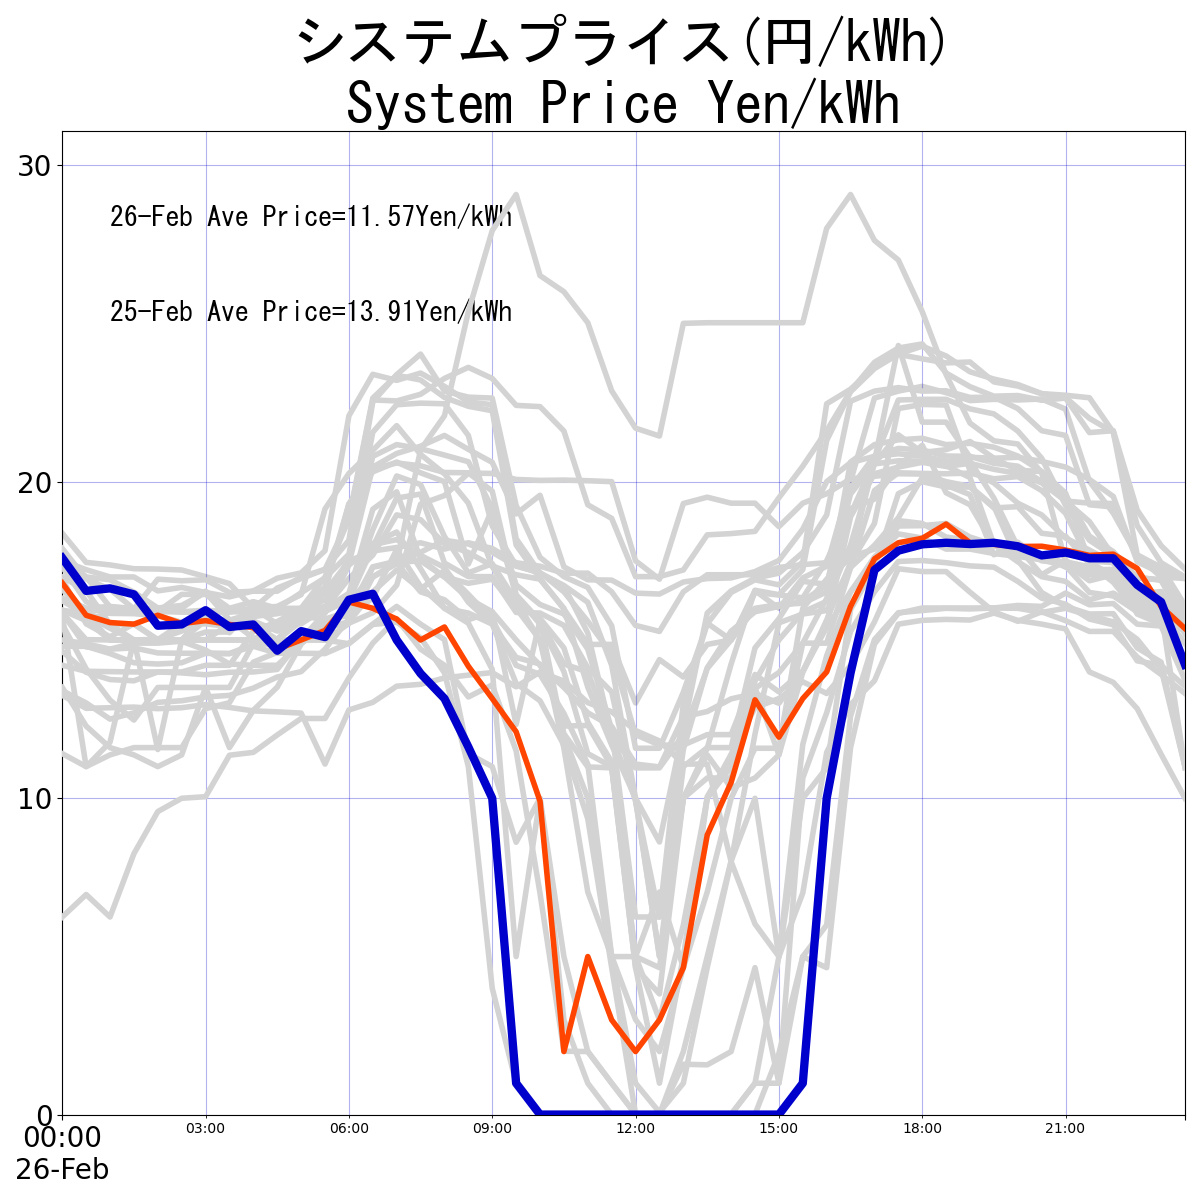 システムプライス(円/kWh)
System Price Yen/kWh
30
26-Feb Ave Price=11.57Yen/kWh
25-Feb Ave Price=13.91Yen/kWh
20
10
0
00:00 03:00 06:00 09:00 12:00 15:00 18:00 21:00
26-Feb